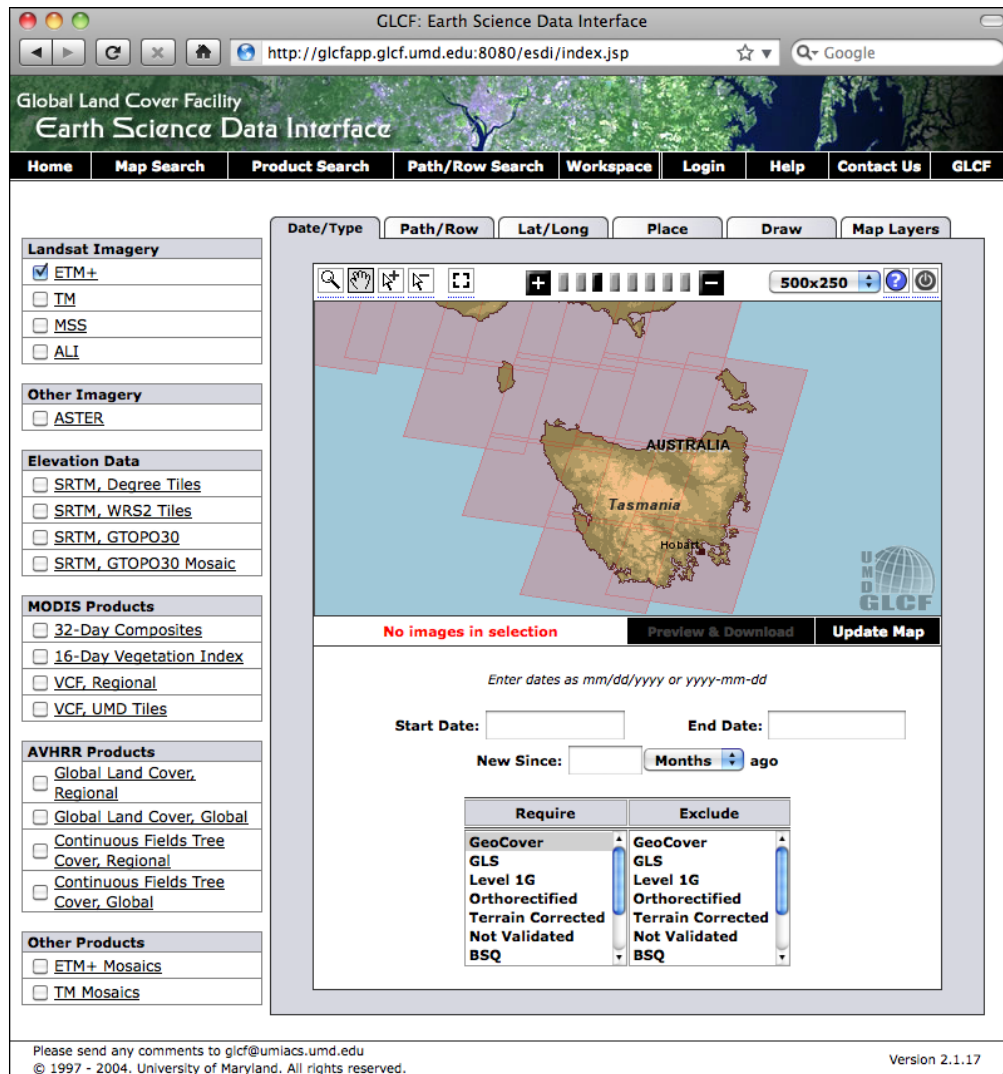 GLCF: Earth Science Data Interface
http://glcfapp.glcf.umd.edu:8080/esdi/index.jsp
Google
Global Land Cover Facility
Earth Science Data Interface
Home Map Search Product Search Path/Row Search Workspace Login Help Contact Us GLCF
Date/Type Path/Row Lat/Long Place Draw Map Layers
Landsat Imagery
ETM+
TM
MSS
ALI
Other Imagery
ASTER
Elevation Data
SRTM, Degree Tiles
SRTM, WRS2 Tiles
SRTM, GTOPO30
SRTM, GTOPO30 Mosaic
MODIS Products
32-Day Composites
16-Day Vegetation Index
VCF, Regional
VCF, UMD Tiles
AVHRR Products
Global Land Cover,
Regional
Global Land Cover, Global
Continuous Fields Tree
Cover, Regional
Continuous Fields Tree
Cover, Global
Other Products
ETM+ Mosaics
TM Mosaics
500x250 ?
AUSTRALIA
Tasmania
Hobart
UMD
GLCF
No images in selection Preview & Download Update Map
Enter dates as mm/dd/yyyy or yyyy-mm-dd
Start Date: End Date:
New Since: Months ago
Require Exclude
GeoCover GeoCover
GLS GLS
Level 1G Level 1G
Orthorectified Orthorectified
Terrain Corrected Terrain Corrected
Not Validated Not Validated
BSQ BSQ
Please send any comments to glcf@umiacs.umd.edu
© 1997 - 2004. University of Maryland. All rights reserved.
Version 2.1.17